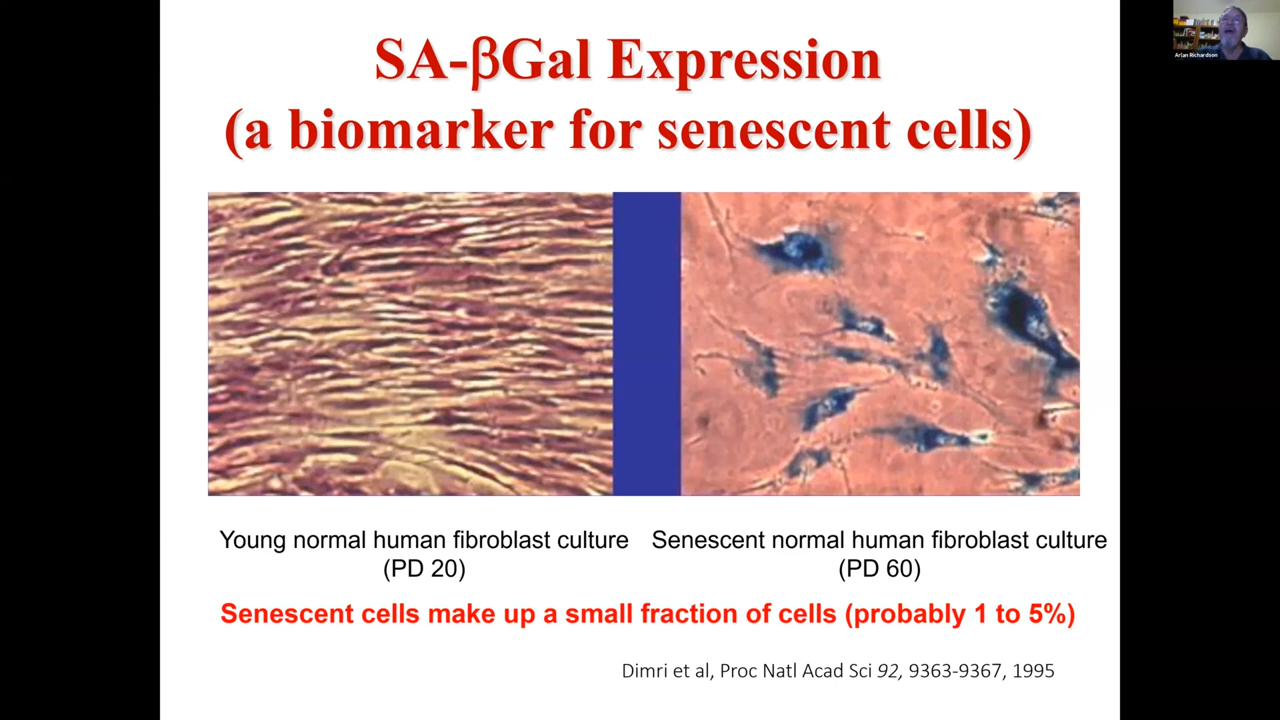 SA-βGal Expression
(a biomarker for senescent cells)
Arlan Richardson
Young normal human fibroblast culture
(PD 20)
Senescent normal human fibroblast culture
(PD 60)
Senescent cells make up a small fraction of cells (probably 1 to 5%)
Dimri et al, Proc Natl Acad Sci 92, 9363-9367, 1995